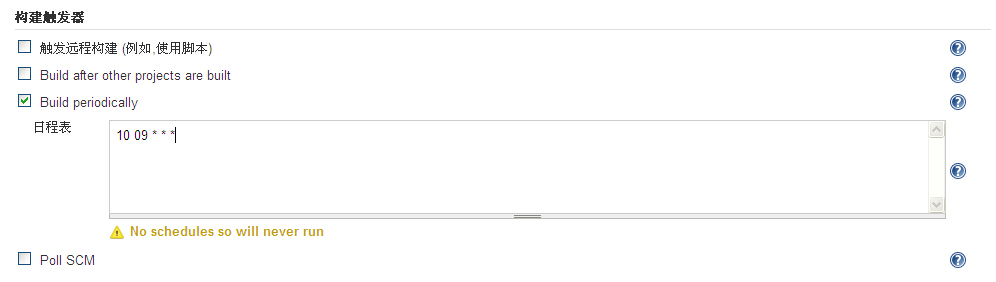 构建触发器
触发远程构建 (例如,使用脚本)
Build after other projects are built
Build periodically
日程表
10 09 * * *
No schedules so will never run
Poll SCM